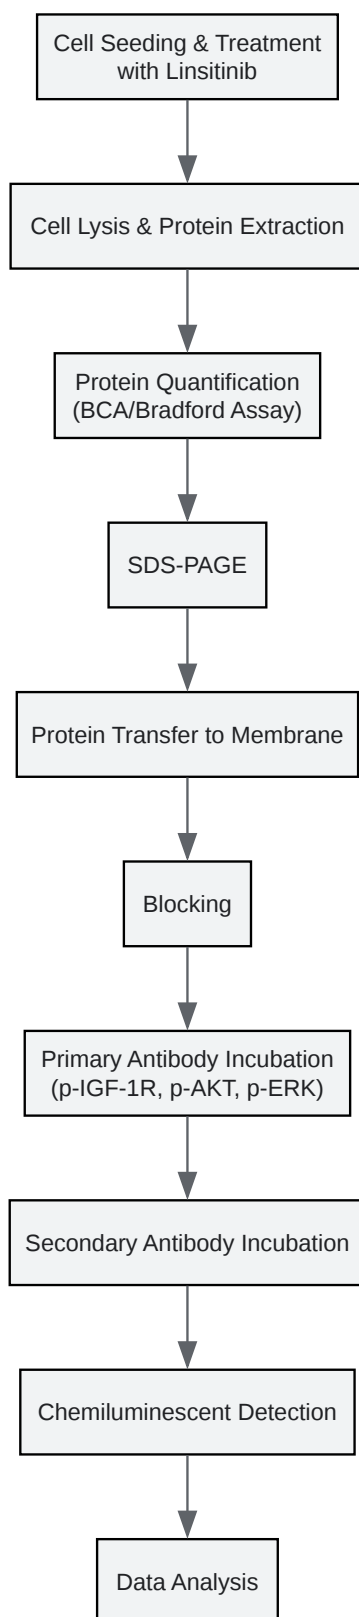 Cell Seeding & Treatment
with Linsitinib
Cell Lysis & Protein Extraction
Protein Quantification
(BCA/Bradford Assay)
SDS-PAGE
Protein Transfer to Membrane
Blocking
Primary Antibody Incubation
(p-IGF-1R, p-AKT, p-ERK)
Secondary Antibody Incubation
Chemiluminescent Detection
Data Analysis